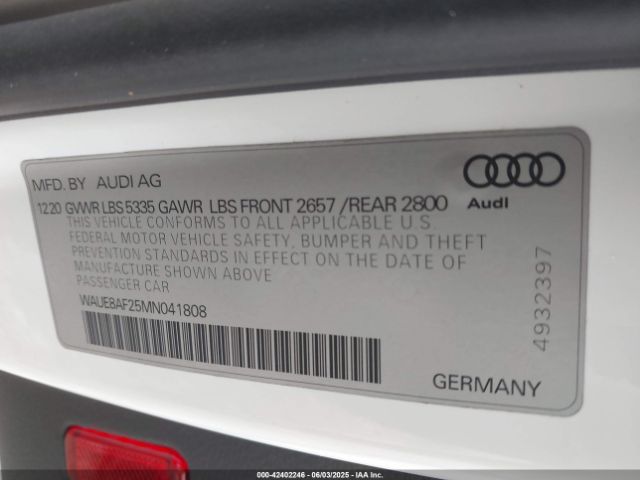 MFD. BY AUDI AG
Audi
1220 GVWR LBS 5335 GAWR LBS FRONT 2657 /REAR 2800
THIS VEHICLE CONFORMS TO ALL APPLICABLE U.S.
FEDERAL MOTOR VEHICLE SAFETY, BUMPER AND THEFT
PREVENTION STANDARDS IN EFFECT ON THE DATE OF
MANUFACTURE SHOWN ABOVE
PASSENGER CAR
WAUE8AF25MN041808
4932397
GERMANY
000-42402246 - 06/03/2025 - IAA Inc.